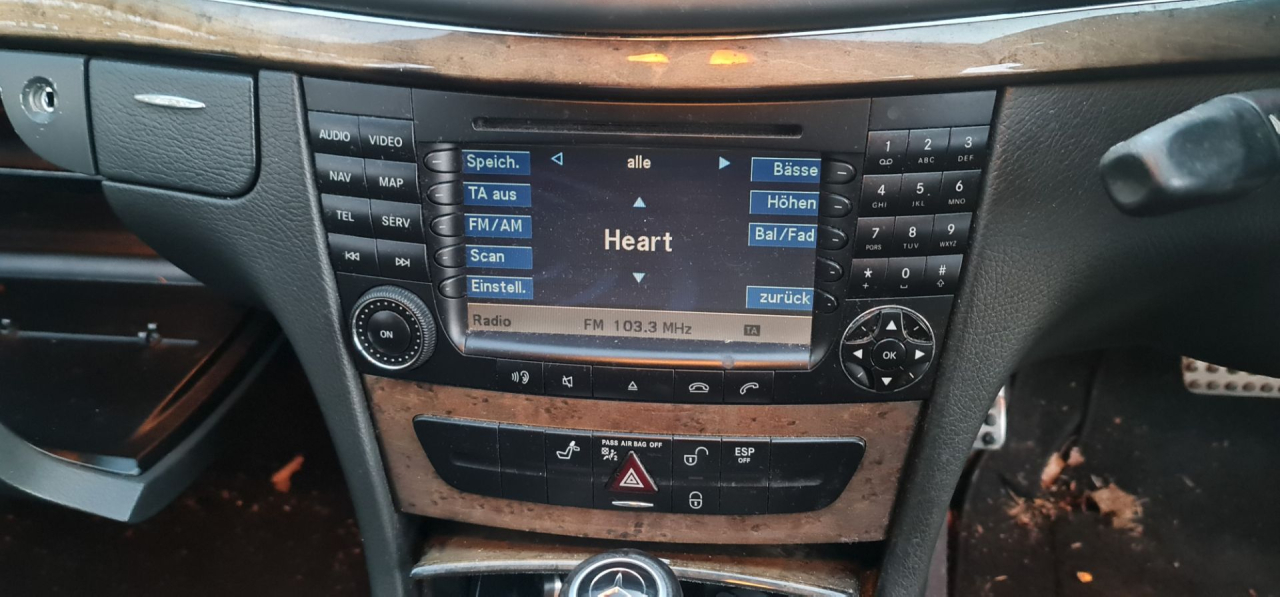 AUDIO
VIDEO
NAV
MAP
TEL
SERV
ON
Speich.
TA aus
FM/AM
Scan
Einstell.
alle
Heart
Bässe
Höhen
Bal/Fad
zurück
Radio FM 103.3 MHz TA
1
2 ABC
3 DEF
4 GHI
5 JKL
6 MNO
7 PQRS
8 TUV
9 WXYZ
* +
0
#
OK
PASS AIR BAG OFF
ESP
OFF